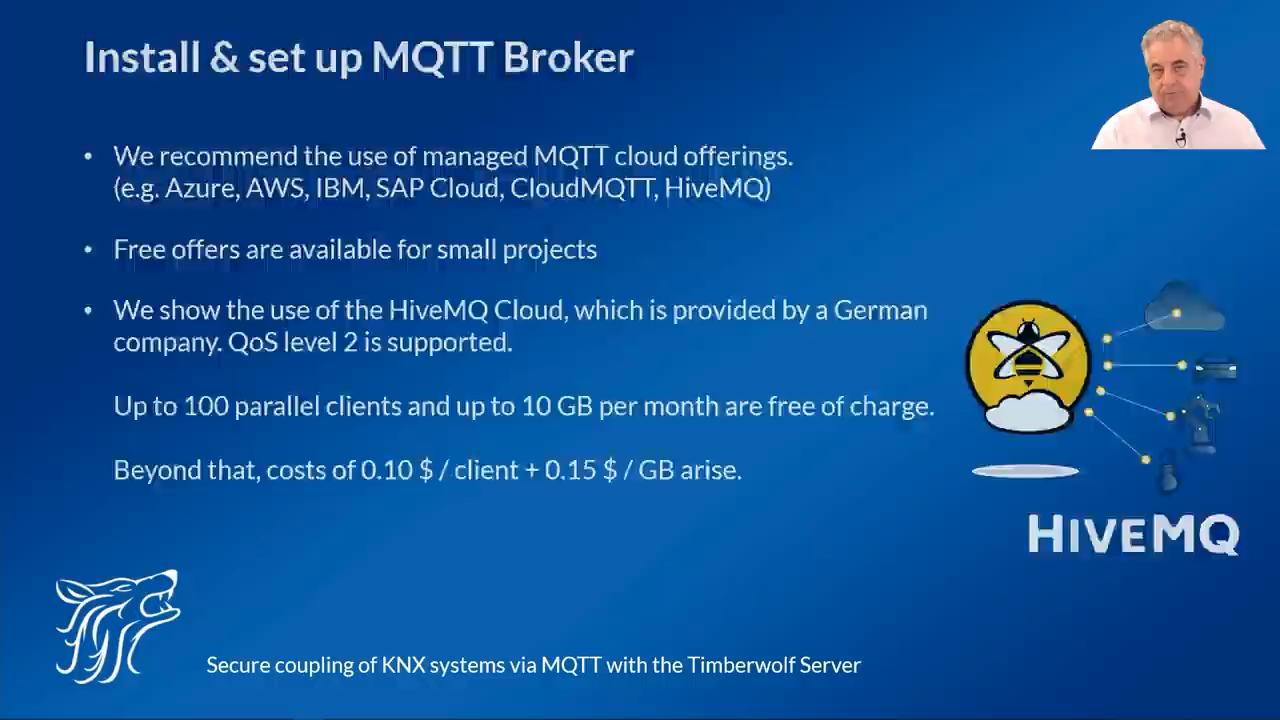 Install & set up MQTT Broker
• We recommend the use of managed MQTT cloud offerings.
(e.g. Azure, AWS, IBM, SAP Cloud, CloudMQTT, HiveMQ)
• Free offers are available for small projects
• We show the use of the HiveMQ Cloud, which is provided by a German
company. QoS level 2 is supported.
Up to 100 parallel clients and up to 10 GB per month are free of charge.
Beyond that, costs of 0.10 $ / client + 0.15 $ / GB arise.
HIVEMQ
Secure coupling of KNX systems via MQTT with the Timberwolf Server